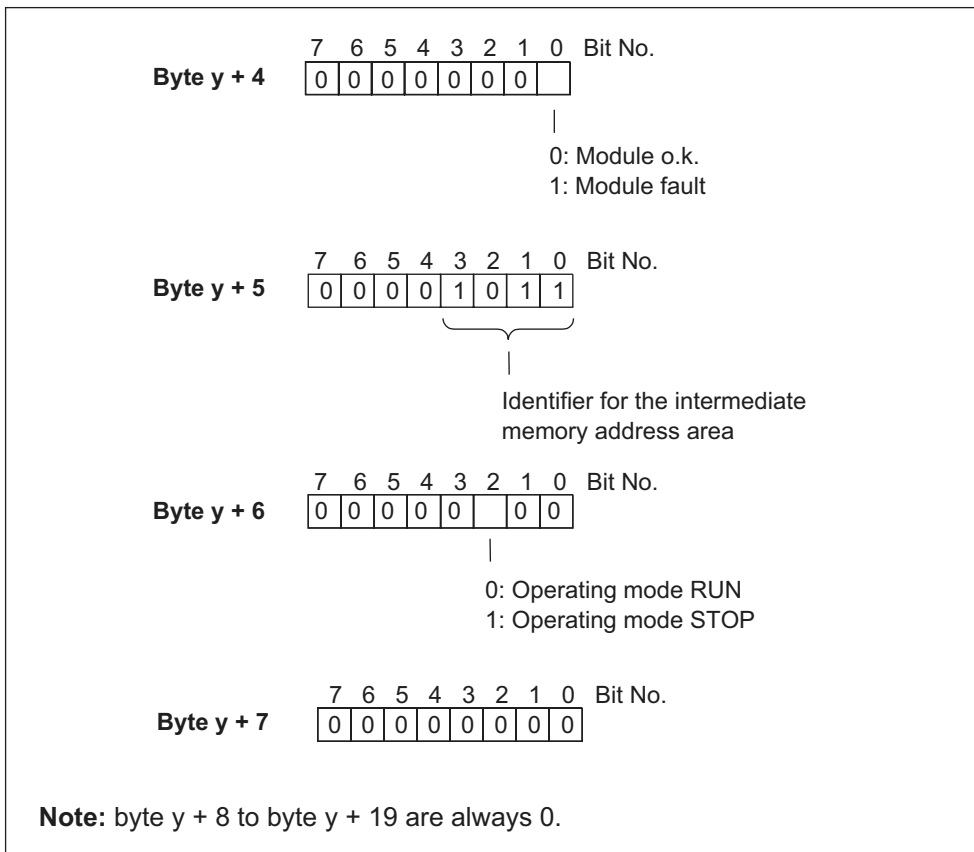 7 6 5 4 3 2 1 0 Bit No.
Byte y + 4
0 0 0 0 0 0 0
0: Module o.k.
1: Module fault
7 6 5 4 3 2 1 0 Bit No.
Byte y + 5
0 0 0 0 1 0 1 1
Identifier for the intermediate
memory address area
7 6 5 4 3 2 1 0 Bit No.
Byte y + 6
0 0 0 0 0 0 0
0: Operating mode RUN
1: Operating mode STOP
7 6 5 4 3 2 1 0 Bit No.
Byte y + 7
0 0 0 0 0 0 0 0
Note: byte y + 8 to byte y + 19 are always 0.